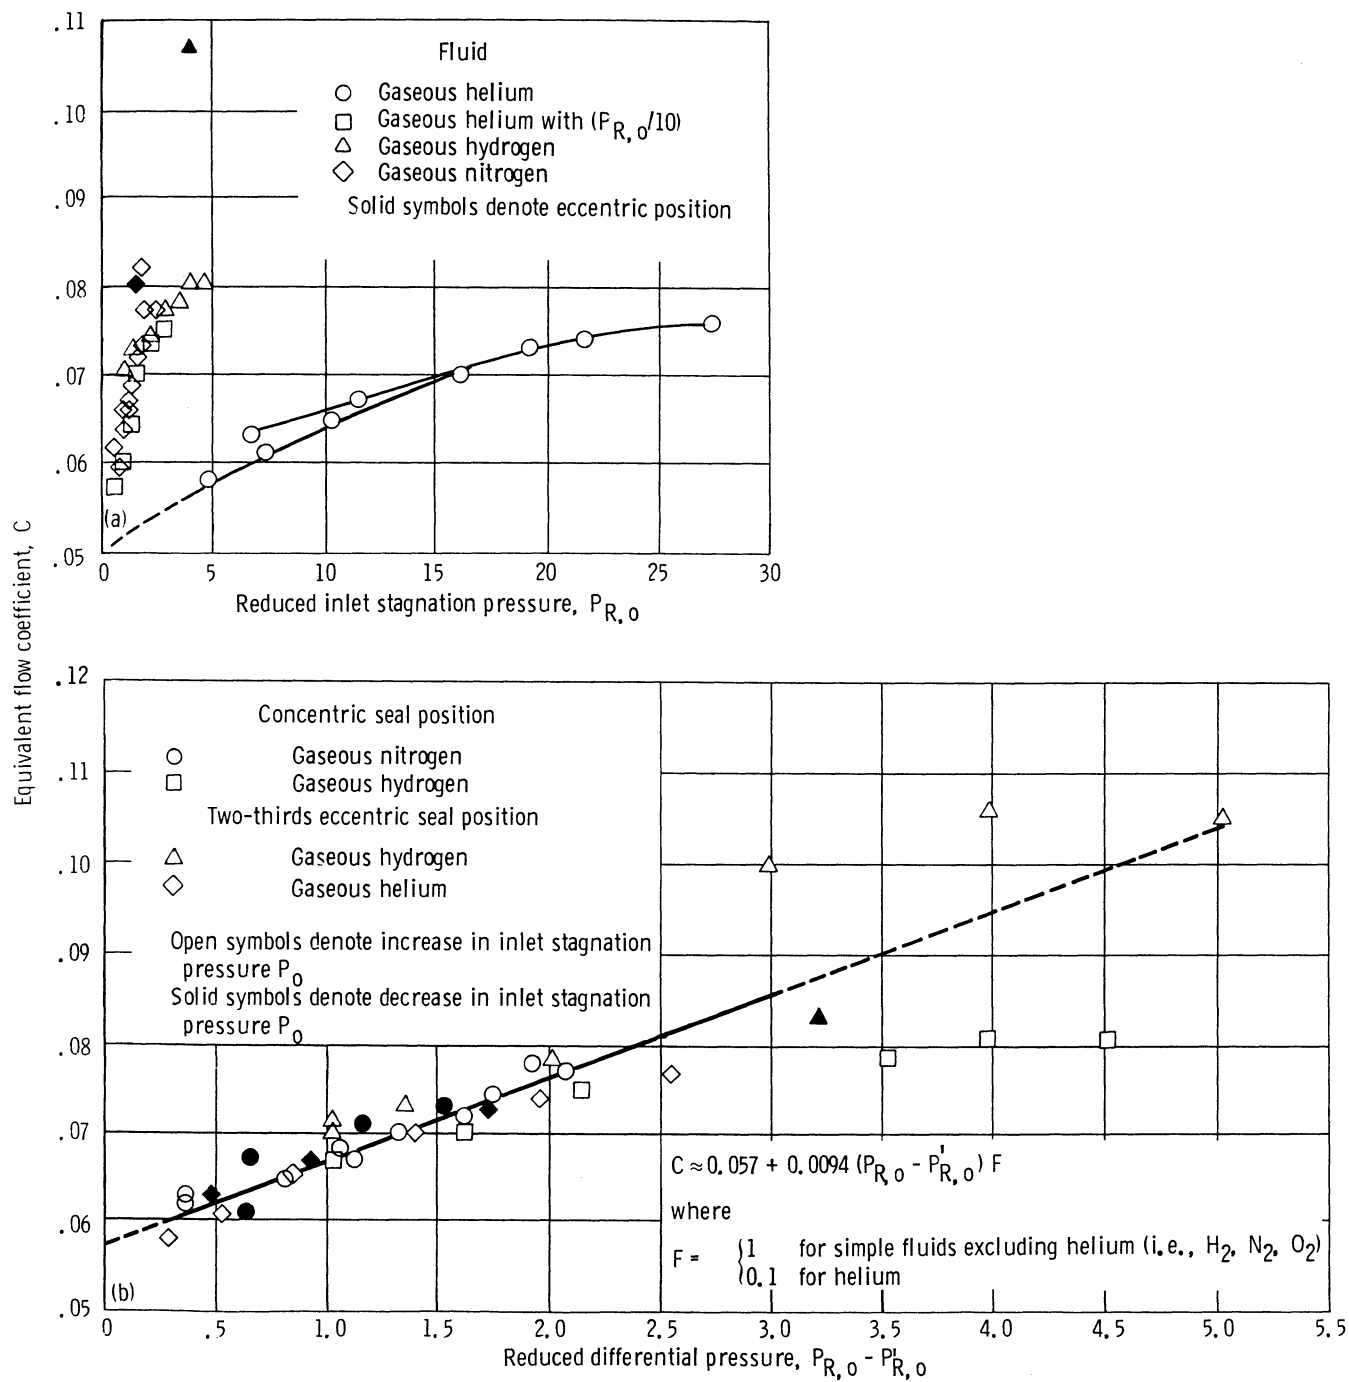 Equivalent flow coefficient, C
.11
.10
.09
.08
.07
.06
.05
Fluid
Gaseous helium
Gaseous helium with (P_R, o/10)
Gaseous hydrogen
Gaseous nitrogen
Solid symbols denote eccentric position
(a)
0 5 10 15 20 25 30
Reduced inlet stagnation pressure, P_R, o
.12
.11
.10
.09
.08
.07
.06
.05
Concentric seal position
Gaseous nitrogen
Gaseous hydrogen
Two-thirds eccentric seal position
Gaseous hydrogen
Gaseous helium
Open symbols denote increase in inlet stagnation
pressure P_o
Solid symbols denote decrease in inlet stagnation
pressure P_o
C ≈ 0.057 + 0.0094 (P_R, o - P'_R, o) F
where
F = {1 for simple fluids excluding helium (i.e., H2, N2, O2)
0.1 for helium
(b)
0 .5 1.0 1.5 2.0 2.5 3.0 3.5 4.0 4.5 5.0 5.5
Reduced differential pressure, P_R, o - P'_R, o